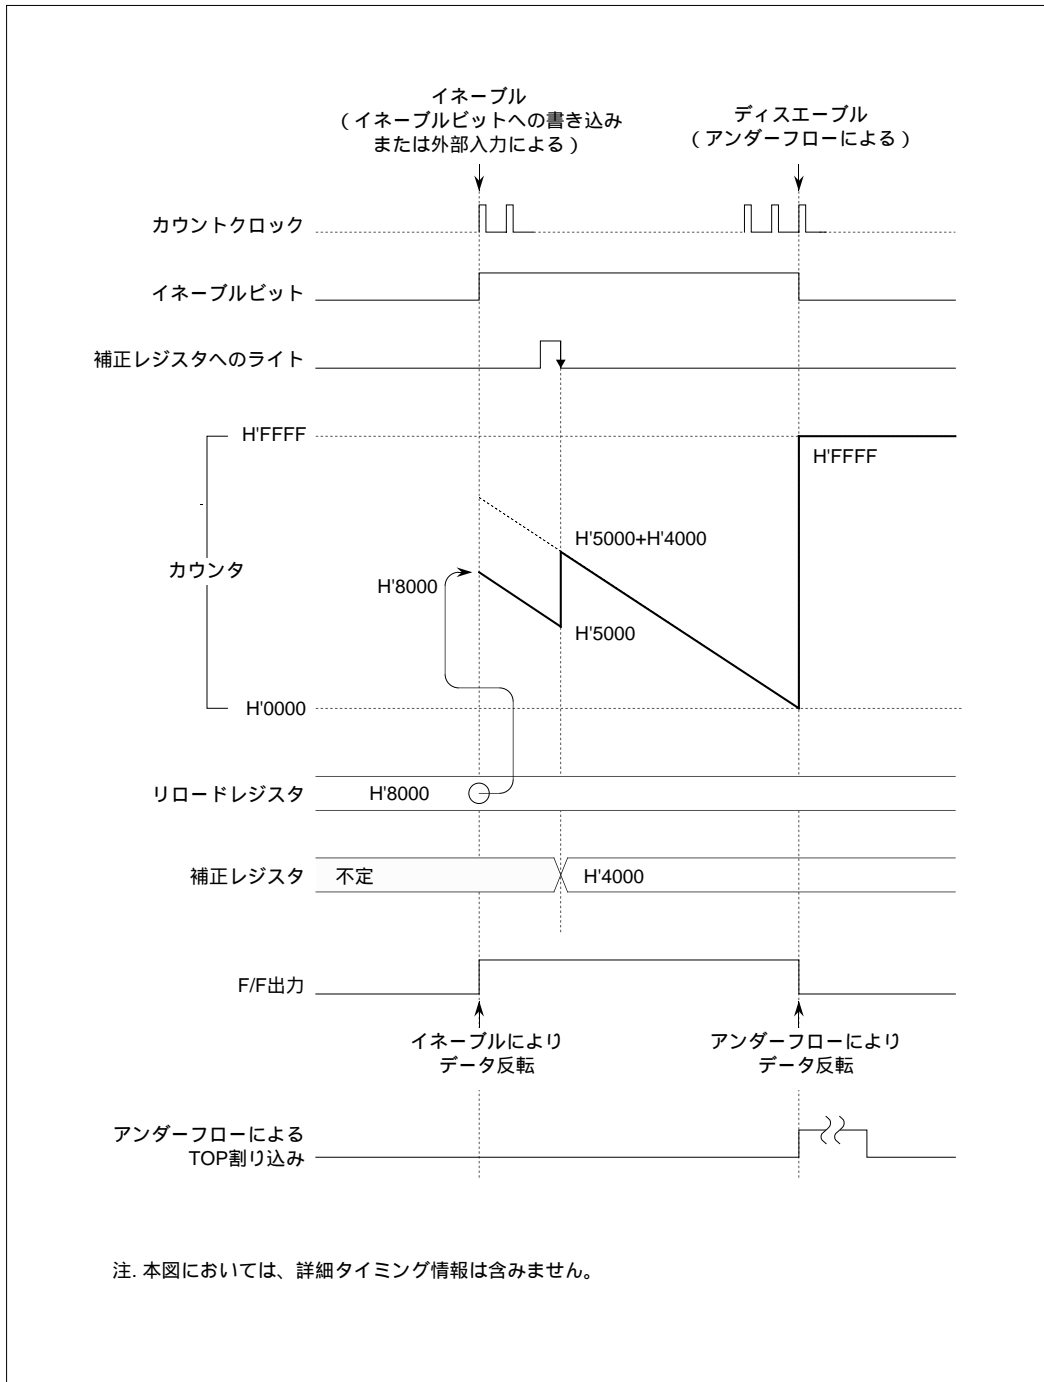 イネーブル
(イネーブルビットへの書き込み
または外部入力による)
ディスエーブル
(アンダーフローによる)
カウントクロック
イネーブルビット
補正レジスタへのライト
H'FFFF
H'FFFF
H'5000+H'4000
カウンタ
H'8000
H'5000
H'0000
リロードレジスタ
H'8000
補正レジスタ
不定
H'4000
F/F出力
イネーブルにより
データ反転
アンダーフローにより
データ反転
アンダーフローによる
TOP割り込み
注. 本図においては、詳細タイミング情報は含みません。